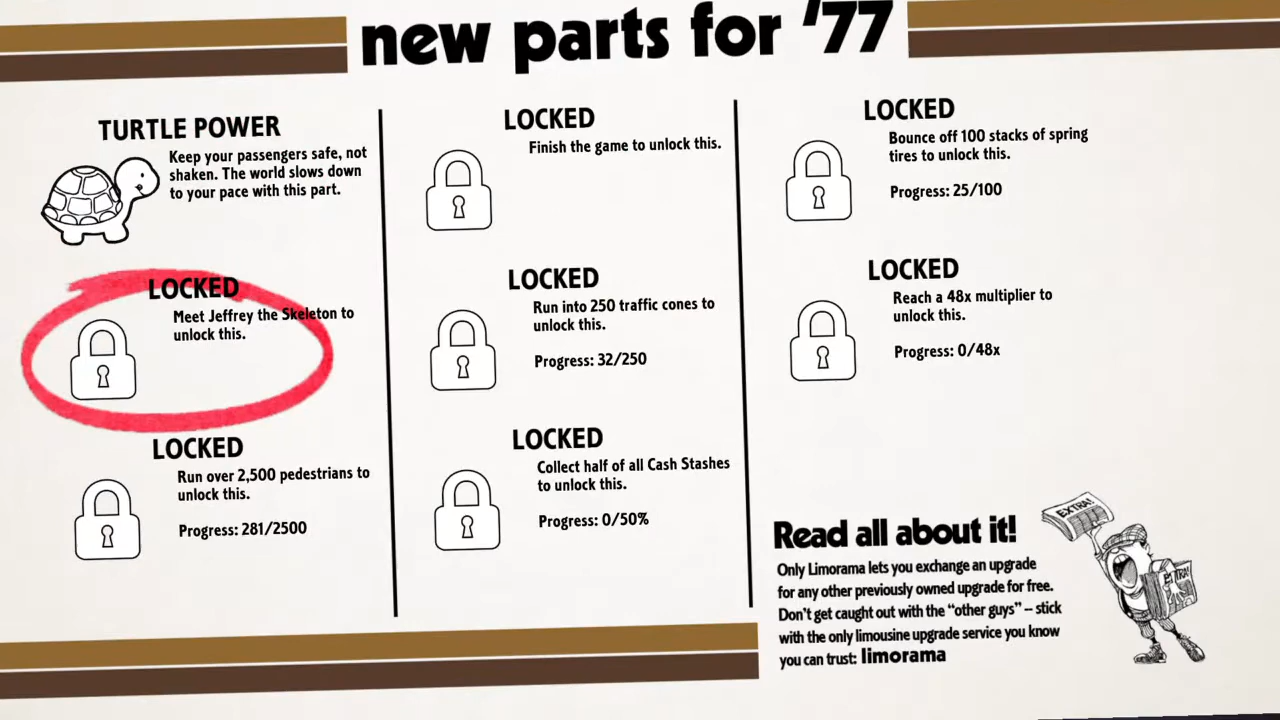 new parts for '77
TURTLE POWER
Keep your passengers safe, not
shaken. The world slows down
to your pace with this part.
LOCKED
Meet Jeffrey the Skeleton to
unlock this.
LOCKED
Run over 2,500 pedestrians to
unlock this.
Progress: 281/2500
LOCKED
Finish the game to unlock this.
LOCKED
Run into 250 traffic cones to
unlock this.
Progress: 32/250
LOCKED
Collect half of all Cash Stashes
to unlock this.
Progress: 0/50%
LOCKED
Bounce off 100 stacks of spring
tires to unlock this.
Progress: 25/100
LOCKED
Reach a 48x multiplier to
unlock this.
Progress: 0/48x
Read all about it!
Only Limorama lets you exchange an upgrade
for any other previously owned upgrade for free.
Don't get caught out with the "other guys" – stick
with the only limousine upgrade service you know
you can trust: limorama
EXTRA!
EXTRA!